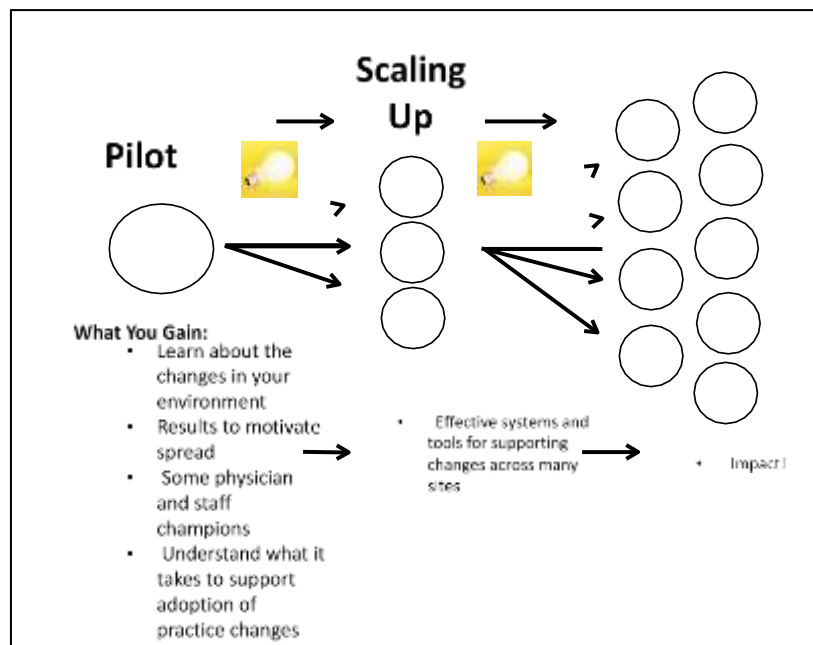 Scaling
Up
Pilot
What You Gain:
• Learn about the
changes in your
environment
• Results to motivate
spread
• Some physician
and staff
champions
• Understand what it
takes to support
adoption of
practice changes
• Effective systems and
tools for supporting
changes across many
sites
• Impact!